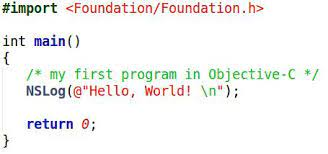 #import <Foundation/Foundation.h>
int main()
{
/* my first program in Objective-C */
NSLog(@"Hello, World! \n");
return 0;
}